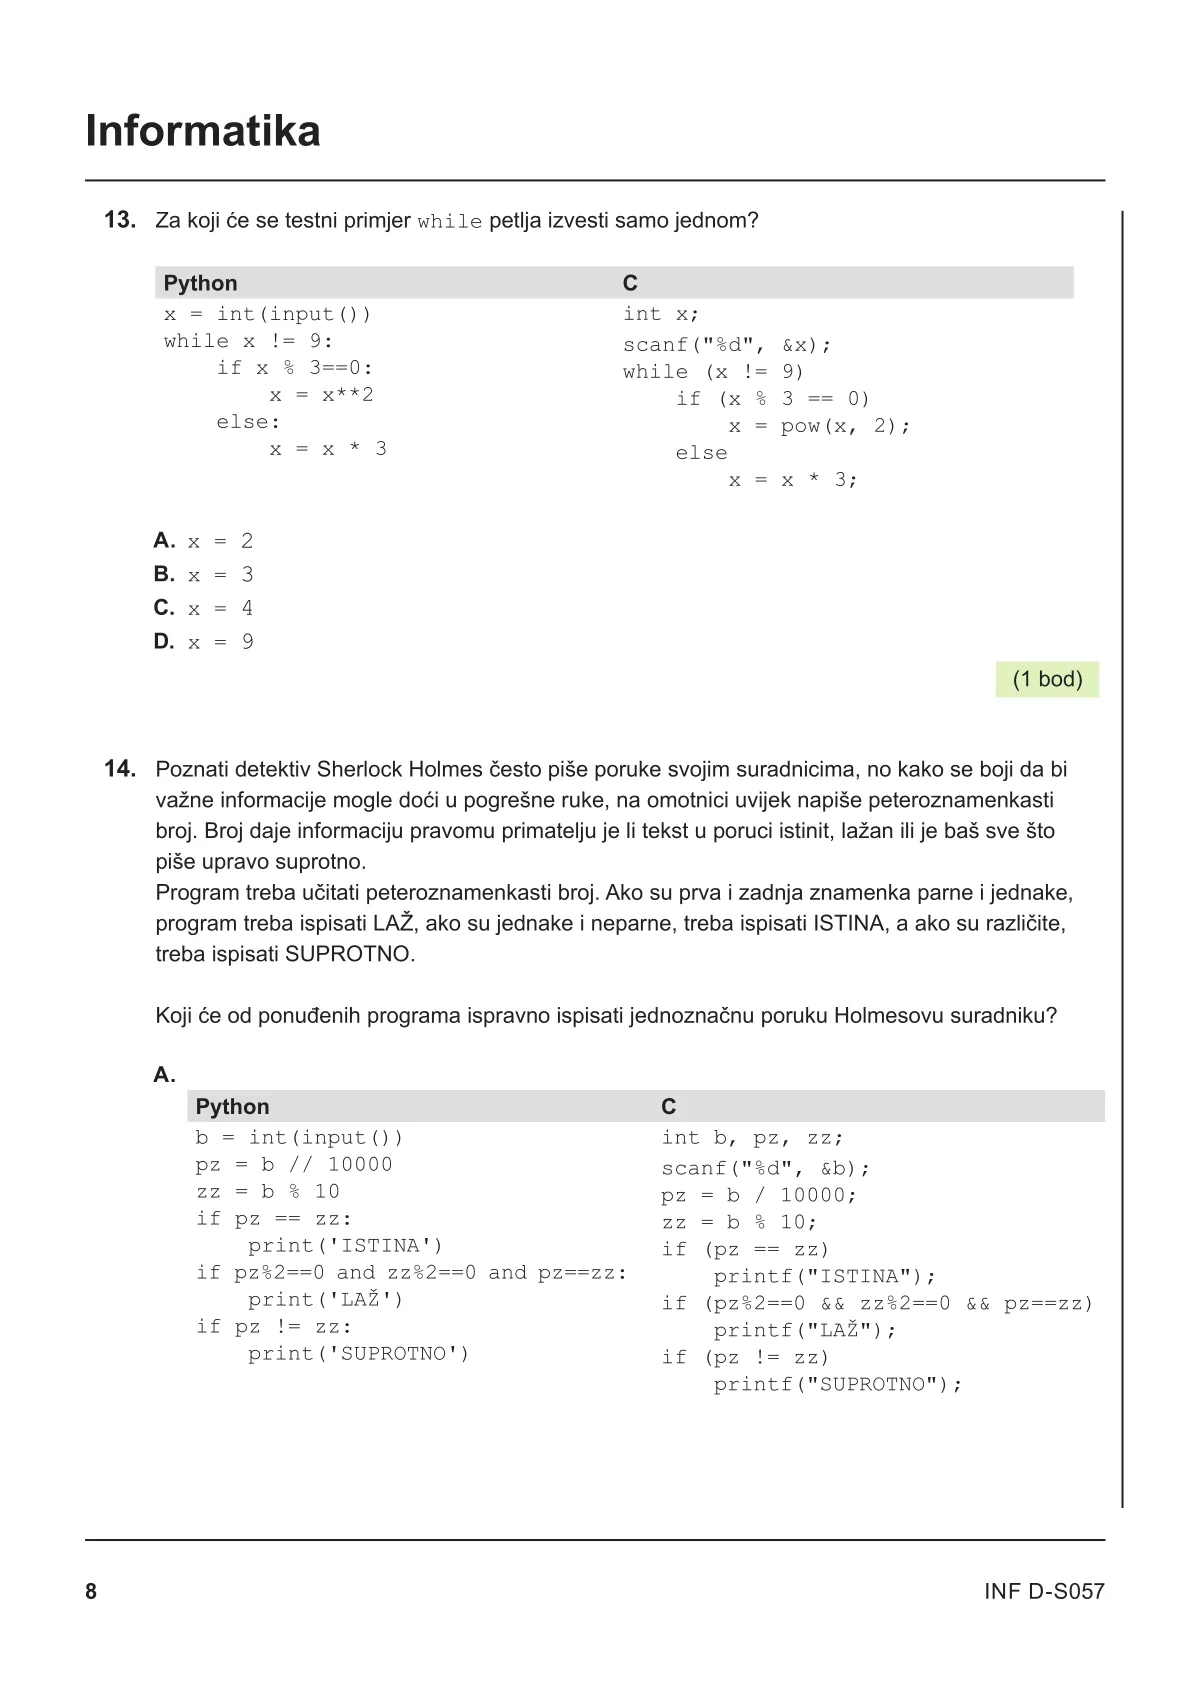 Informatika
13. Za koji će se testni primjer while petlja izvesti samo jednom?
Python C
x = int(input()) int x;
while x != 9: scanf("%d", &x);
    if x % 3==0: while (x != 9)
        x = x**2     if (x % 3 == 0)
    else:         x = pow(x, 2);
        x = x * 3     else
        x = x * 3;
A. x = 2
B. x = 3
C. x = 4
D. x = 9
(1 bod)
14. Poznati detektiv Sherlock Holmes često piše poruke svojim suradnicima, no kako se boji da bi
važne informacije mogle doći u pogrešne ruke, na omotnici uvijek napiše peteroznamenkasti
broj. Broj daje informaciju pravomu primatelju je li tekst u poruci istinit, lažan ili je baš sve što
piše upravo suprotno.
Program treba učitati peteroznamenkasti broj. Ako su prva i zadnja znamenka parne i jednake,
program treba ispisati LAŽ, ako su jednake i neparne, treba ispisati ISTINA, a ako su različite,
treba ispisati SUPROTNO.
Koji će od ponuđenih programa ispravno ispisati jednoznačnu poruku Holmesovu suradniku?
A.
Python C
b = int(input()) int b, pz, zz;
pz = b // 10000 scanf("%d", &b);
zz = b % 10 pz = b / 10000;
if pz == zz: zz = b % 10;
    print('ISTINA') if (pz == zz)
if pz%2==0 and zz%2==0 and pz==zz:     printf("ISTINA");
    print('LAŽ') if (pz%2==0 && zz%2==0 && pz==zz)
if pz != zz:     printf("LAŽ");
    print('SUPROTNO') if (pz != zz)
    printf("SUPROTNO");
8 INF D-S057